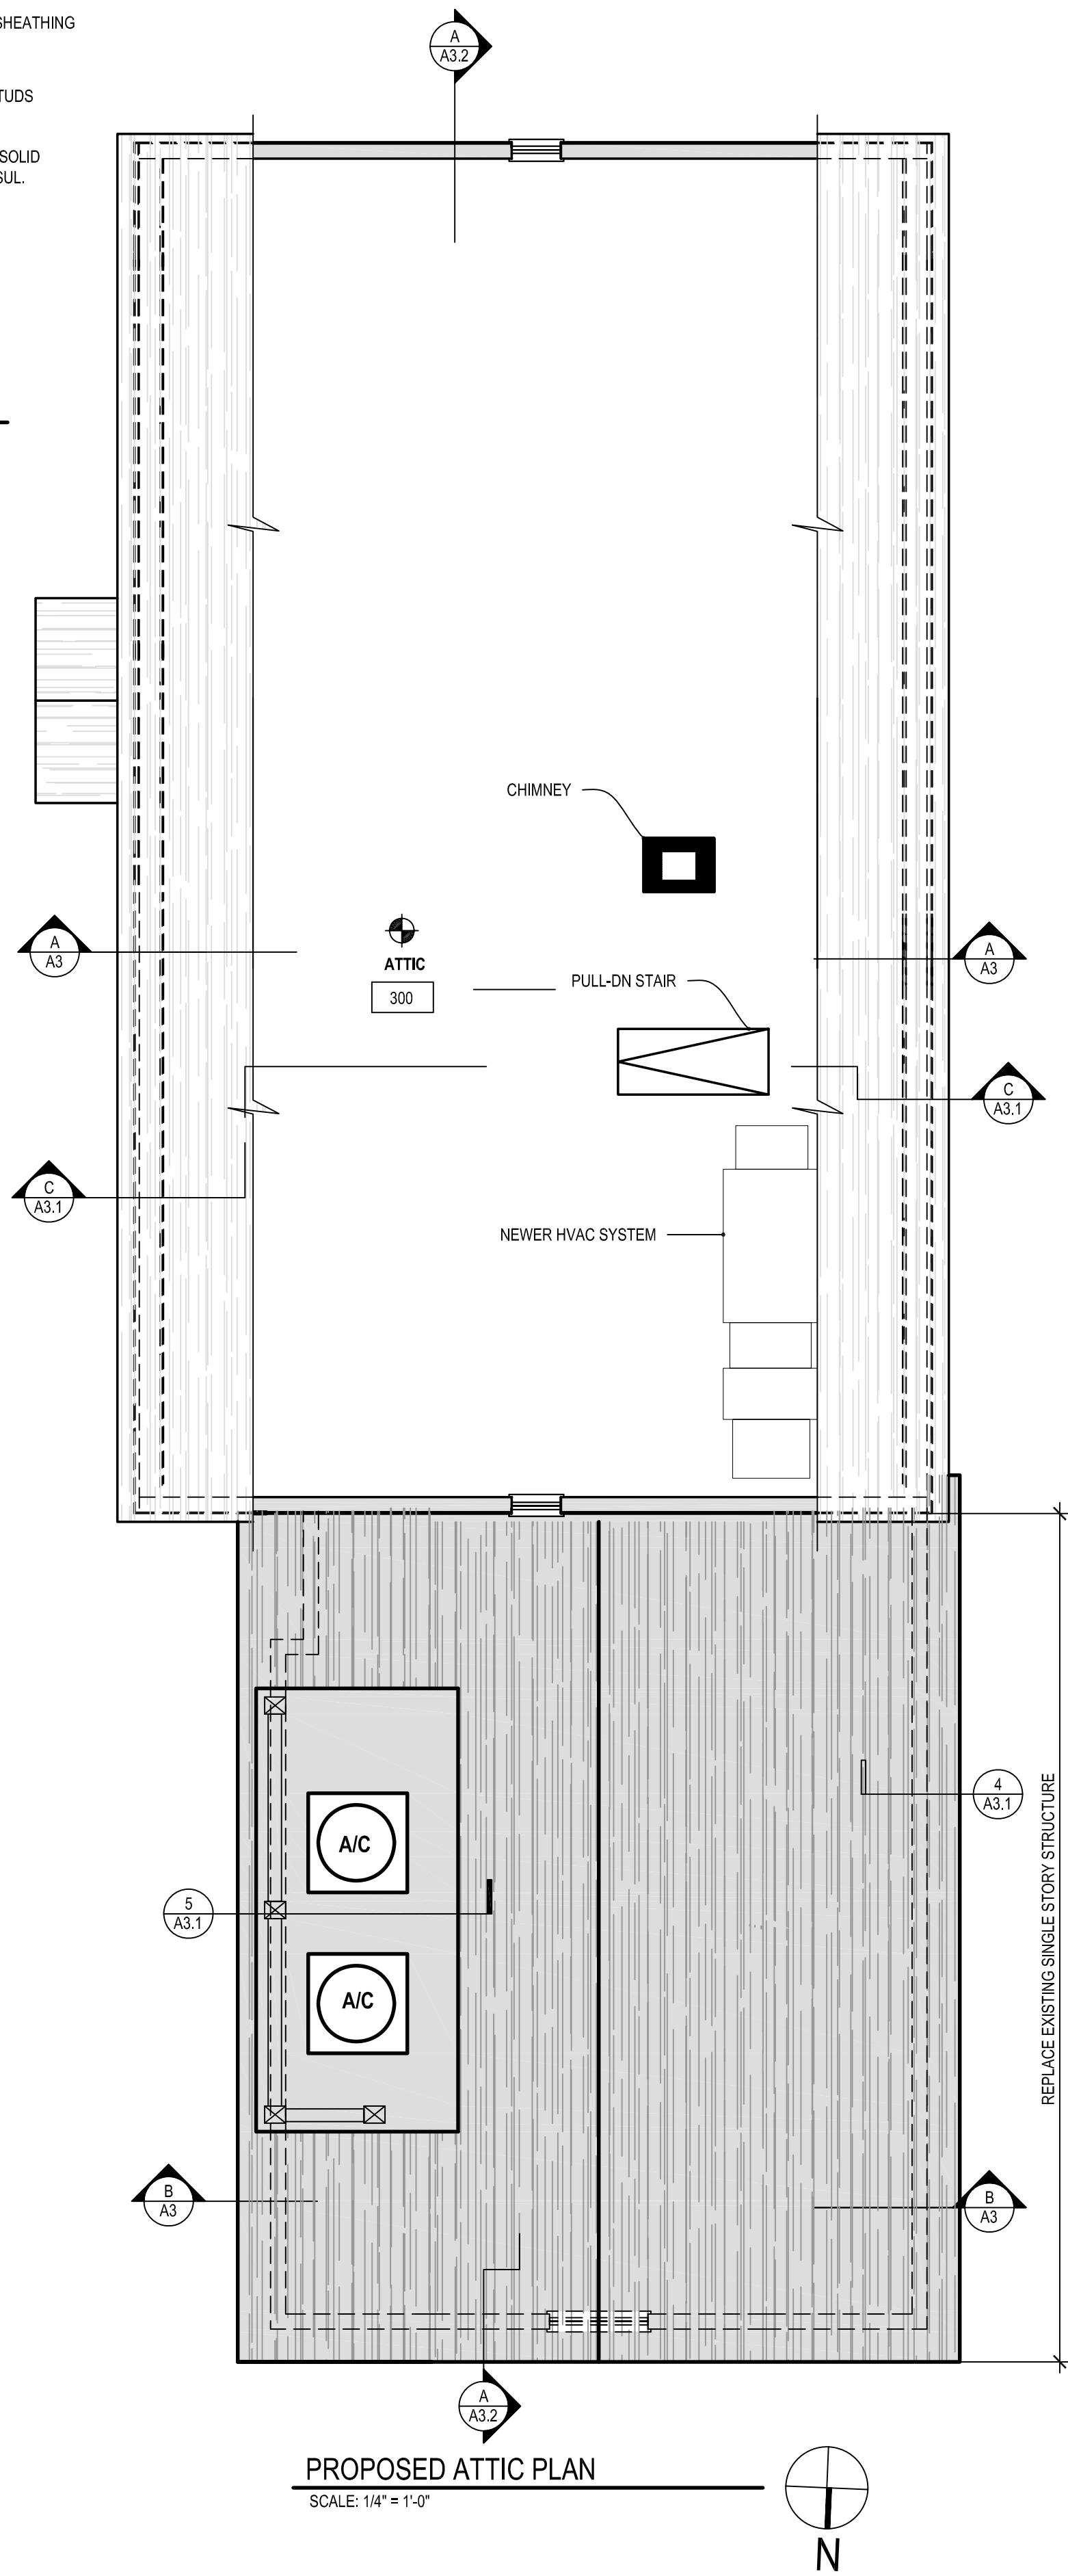 SHEATHING
A
A3.2
TUDS
SOLID
SUL.
CHIMNEY
A
A3
ATTIC
300
PULL-DN STAIR
A
A3
C
A3.1
C
A3.1
NEWER HVAC SYSTEM
4
A3.1
REPLACE EXISTING SINGLE STORY STRUCTURE
A/C
5
A3.1
A/C
B
A3
B
A3
A
A3.2
PROPOSED ATTIC PLAN
SCALE: 1/4" = 1'-0"
N